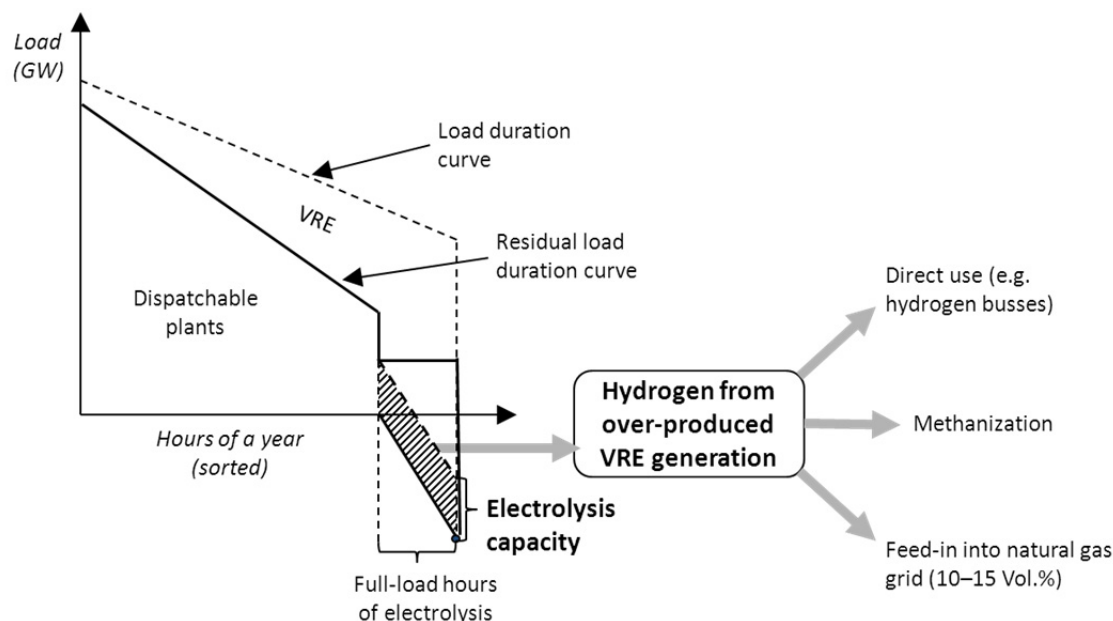 Load
(GW)
Load duration
curve
VRE
Residual load
duration curve
Dispatchable
plants
Hours of a year
(sorted)
Electrolysis
capacity
Full-load hours
of electrolysis
Hydrogen from
over-produced
VRE generation
Direct use (e.g.
hydrogen busses)
Methanization
Feed-in into natural gas
grid (10–15 Vol.%)